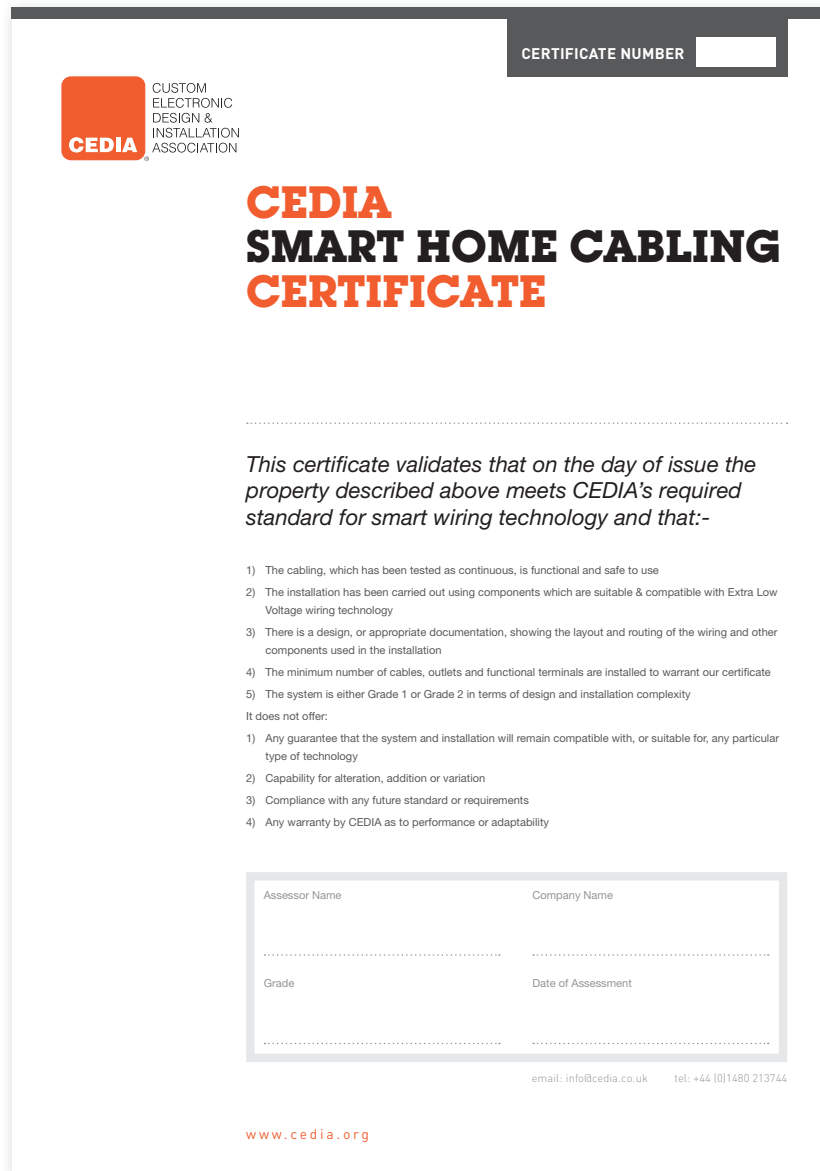 CERTIFICATE NUMBER
CEDIA
®
CUSTOM
ELECTRONIC
DESIGN &
INSTALLATION
ASSOCIATION
CEDIA
SMART HOME CABLING
CERTIFICATE
This certificate validates that on the day of issue the
property described above meets CEDIA's required
standard for smart wiring technology and that:-
1) The cabling, which has been tested as continuous, is functional and safe to use
2) The installation has been carried out using components which are suitable & compatible with Extra Low
Voltage wiring technology
3) There is a design, or appropriate documentation, showing the layout and routing of the wiring and other
components used in the installation
4) The minimum number of cables, outlets and functional terminals are installed to warrant our certificate
5) The system is either Grade 1 or Grade 2 in terms of design and installation complexity
It does not offer:
1) Any guarantee that the system and installation will remain compatible with, or suitable for, any particular
type of technology
2) Capability for alteration, addition or variation
3) Compliance with any future standard or requirements
4) Any warranty by CEDIA as to performance or adaptability
Assessor Name
Company Name
Grade
Date of Assessment
email: info@cedia.co.uk tel: +44 (0)1480 213744
www.cedia.org